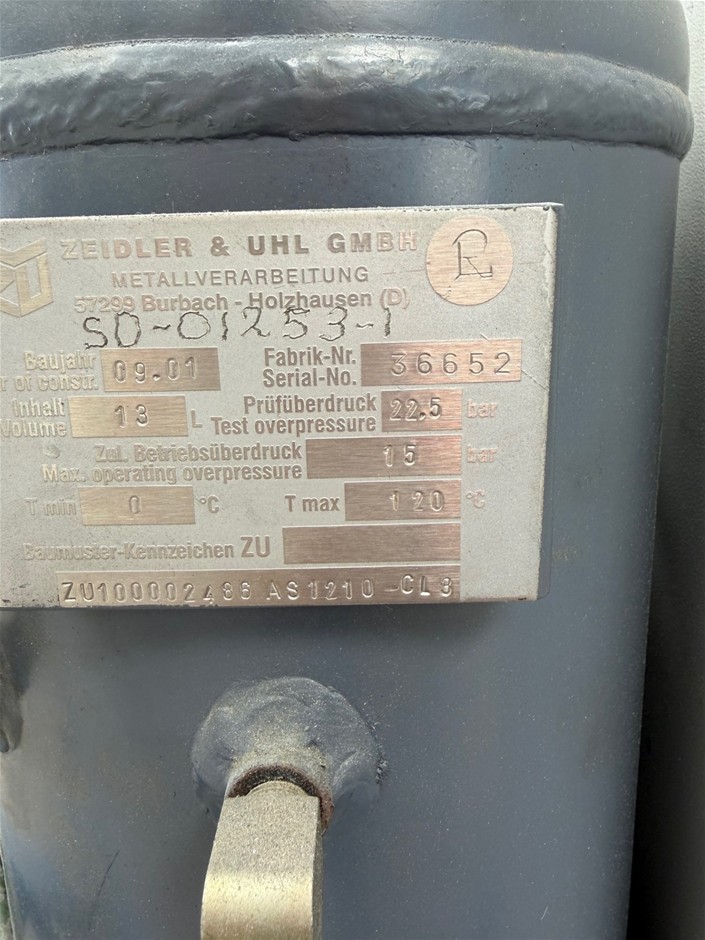 ZU ZEIDLER & UHL GMBH
METALLVERARBEITUNG
57299 Burbach - Holzhausen (D)
SO-01253-1
Baujahr 09.01 Fabrik-Nr. 36652
r of constr. Serial-No.
Inhalt 13 L Prüfüberdruck 22.5 bar
Volume Test overpressure
Zul. Betriebsüberdruck 15 bar
Max. operating overpressure
T min 0 °C T max 120 °C
Baumuster-Kennzeichen ZU
ZU100002486 AS1210-CL3